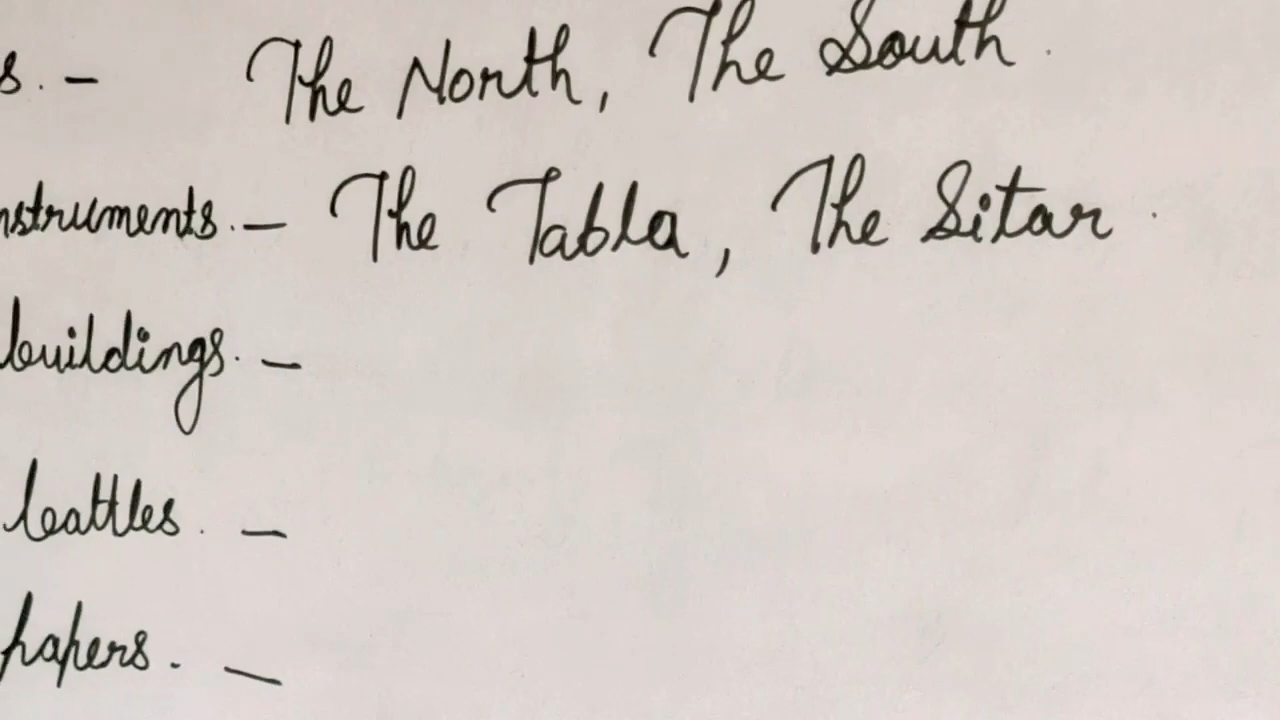 s. - The North, The South.
nstruments. - The Tabla, The Sitar.
buildings. -
battles. -
papers. -